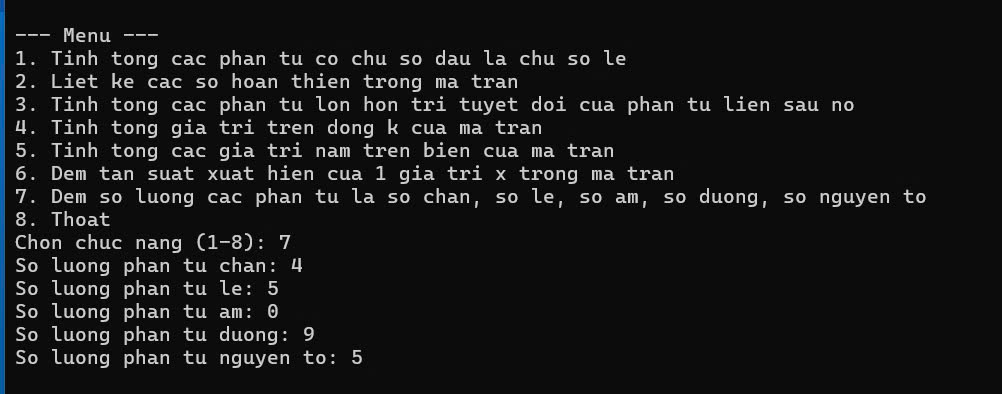 --- Menu ---
1. Tinh tong cac phan tu co chu so dau la chu so le
2. Liet ke cac so hoan thien trong ma tran
3. Tinh tong cac phan tu lon hon tri tuyet doi cua phan tu lien sau no
4. Tinh tong gia tri tren dong k cua ma tran
5. Tinh tong cac gia tri nam tren bien cua ma tran
6. Dem tan suat xuat hien cua 1 gia tri x trong ma tran
7. Dem so luong cac phan tu la so chan, so le, so am, so duong, so nguyen to
8. Thoat
Chon chuc nang (1-8): 7
So luong phan tu chan: 4
So luong phan tu le: 5
So luong phan tu am: 0
So luong phan tu duong: 9
So luong phan tu nguyen to: 5